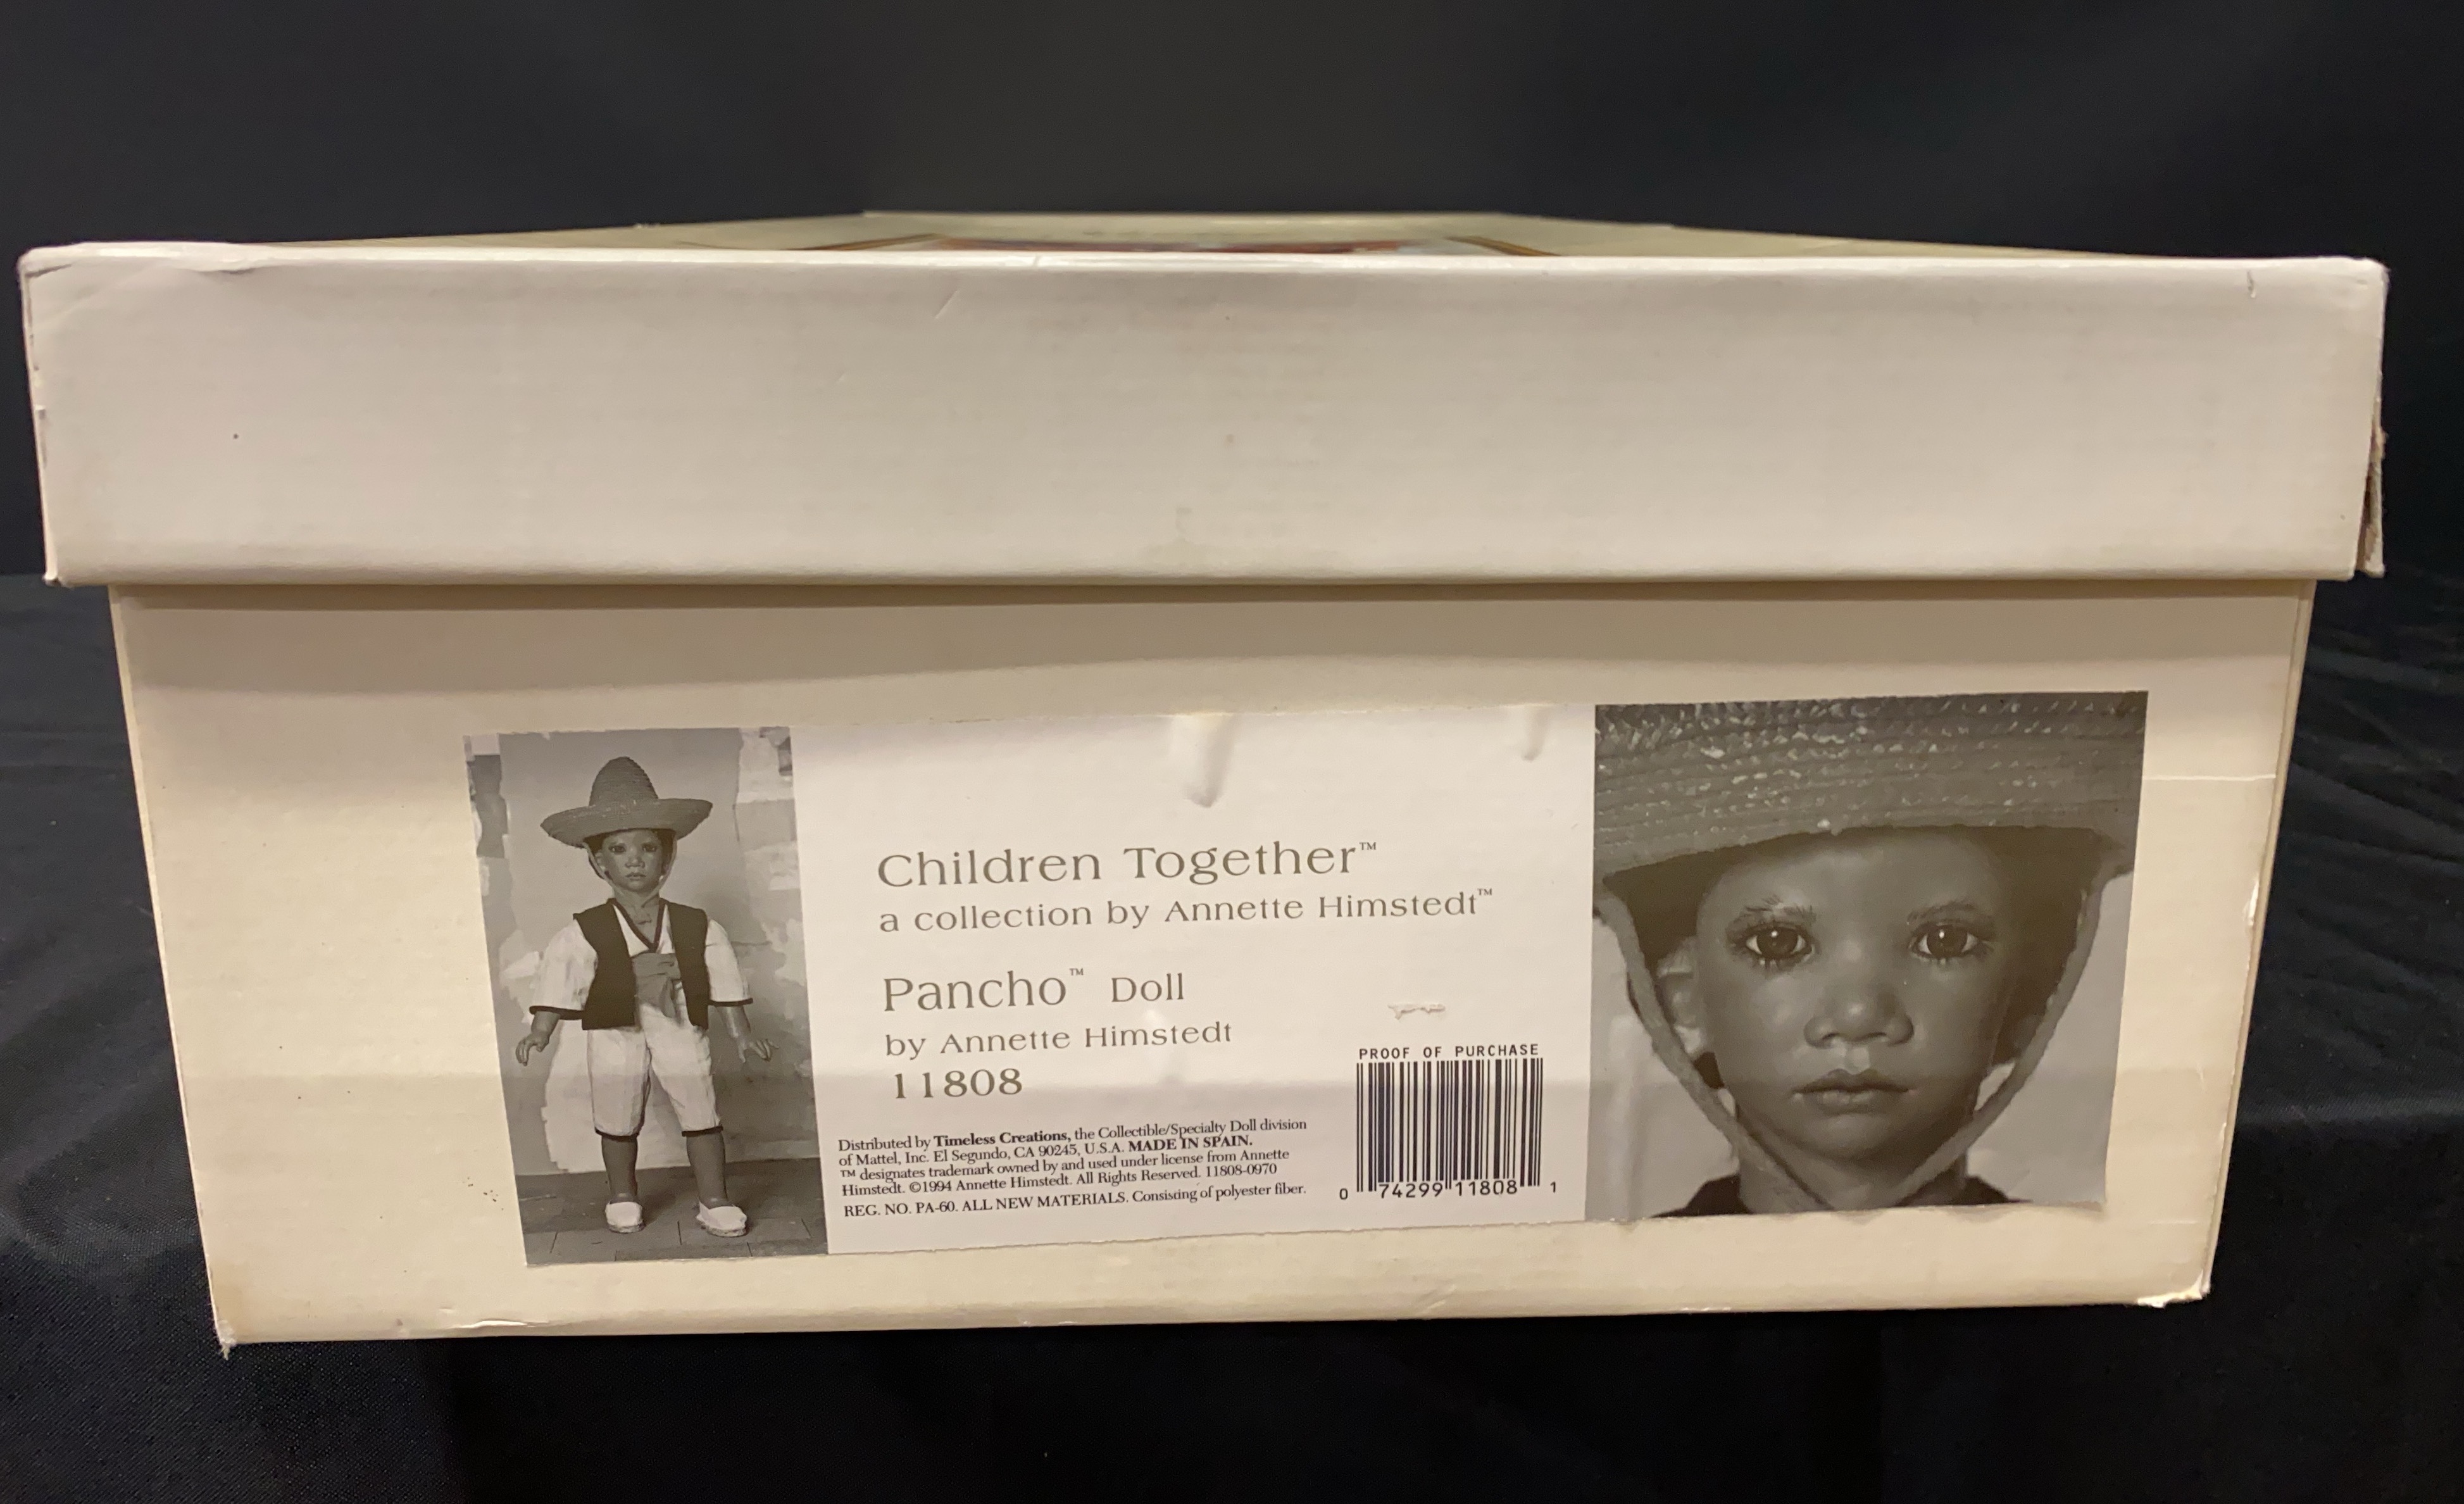 Children Together™
a collection by Annette Himstedt™
Pancho™ Doll
by Annette Himstedt
11808
Distributed by Timeless Creations, the Collectible/Specialty Doll division
of Mattel, Inc. El Segundo, CA 90245, U.S.A. MADE IN SPAIN.
™ designates trademark owned by and used under license from Annette
Himstedt. ©1994 Annette Himstedt. All Rights Reserved. 11808-0970
REG. NO. PA-60. ALL NEW MATERIALS. Consisting of polyester fiber.
PROOF OF PURCHASE
0 74299 11808 1